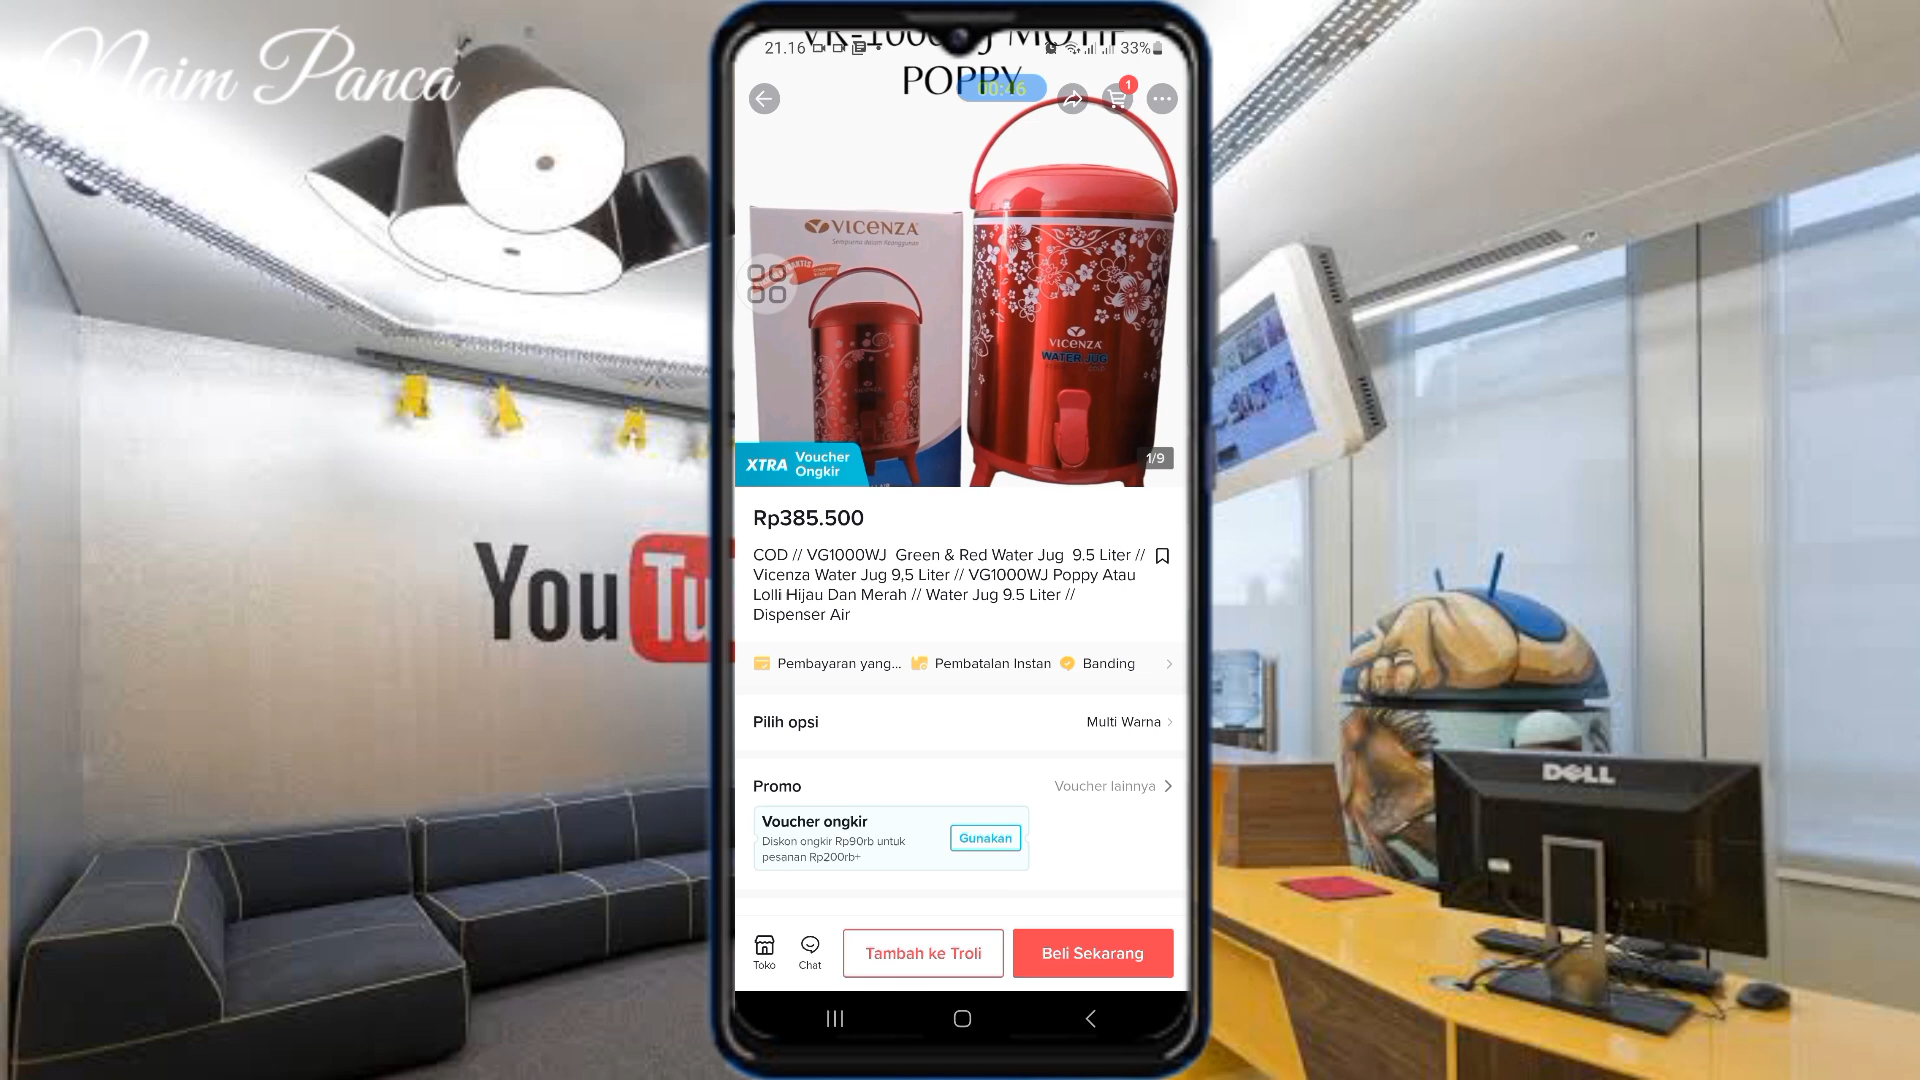 Naim Panca
21.16
33%
POPPY
00:46
1
VICENZA
Sempurna dalam Keanggunan
VICENZA
WATER JUG
XTRA Voucher
Ongkir
1/9
Rp385.500
COD // VG1000WJ Green & Red Water Jug 9.5 Liter //
Vicenza Water Jug 9,5 Liter // VG1000WJ Poppy Atau
Lolli Hijau Dan Merah // Water Jug 9.5 Liter //
Dispenser Air
Pembayaran yang... Pembatalan Instan Banding
Pilih opsi
Multi Warna
Promo
Voucher lainnya
Voucher ongkir
Diskon ongkir Rp90rb untuk
pesanan Rp200rb+
Gunakan
Toko
Chat
Tambah ke Troli
Beli Sekarang
YouTu
DELL